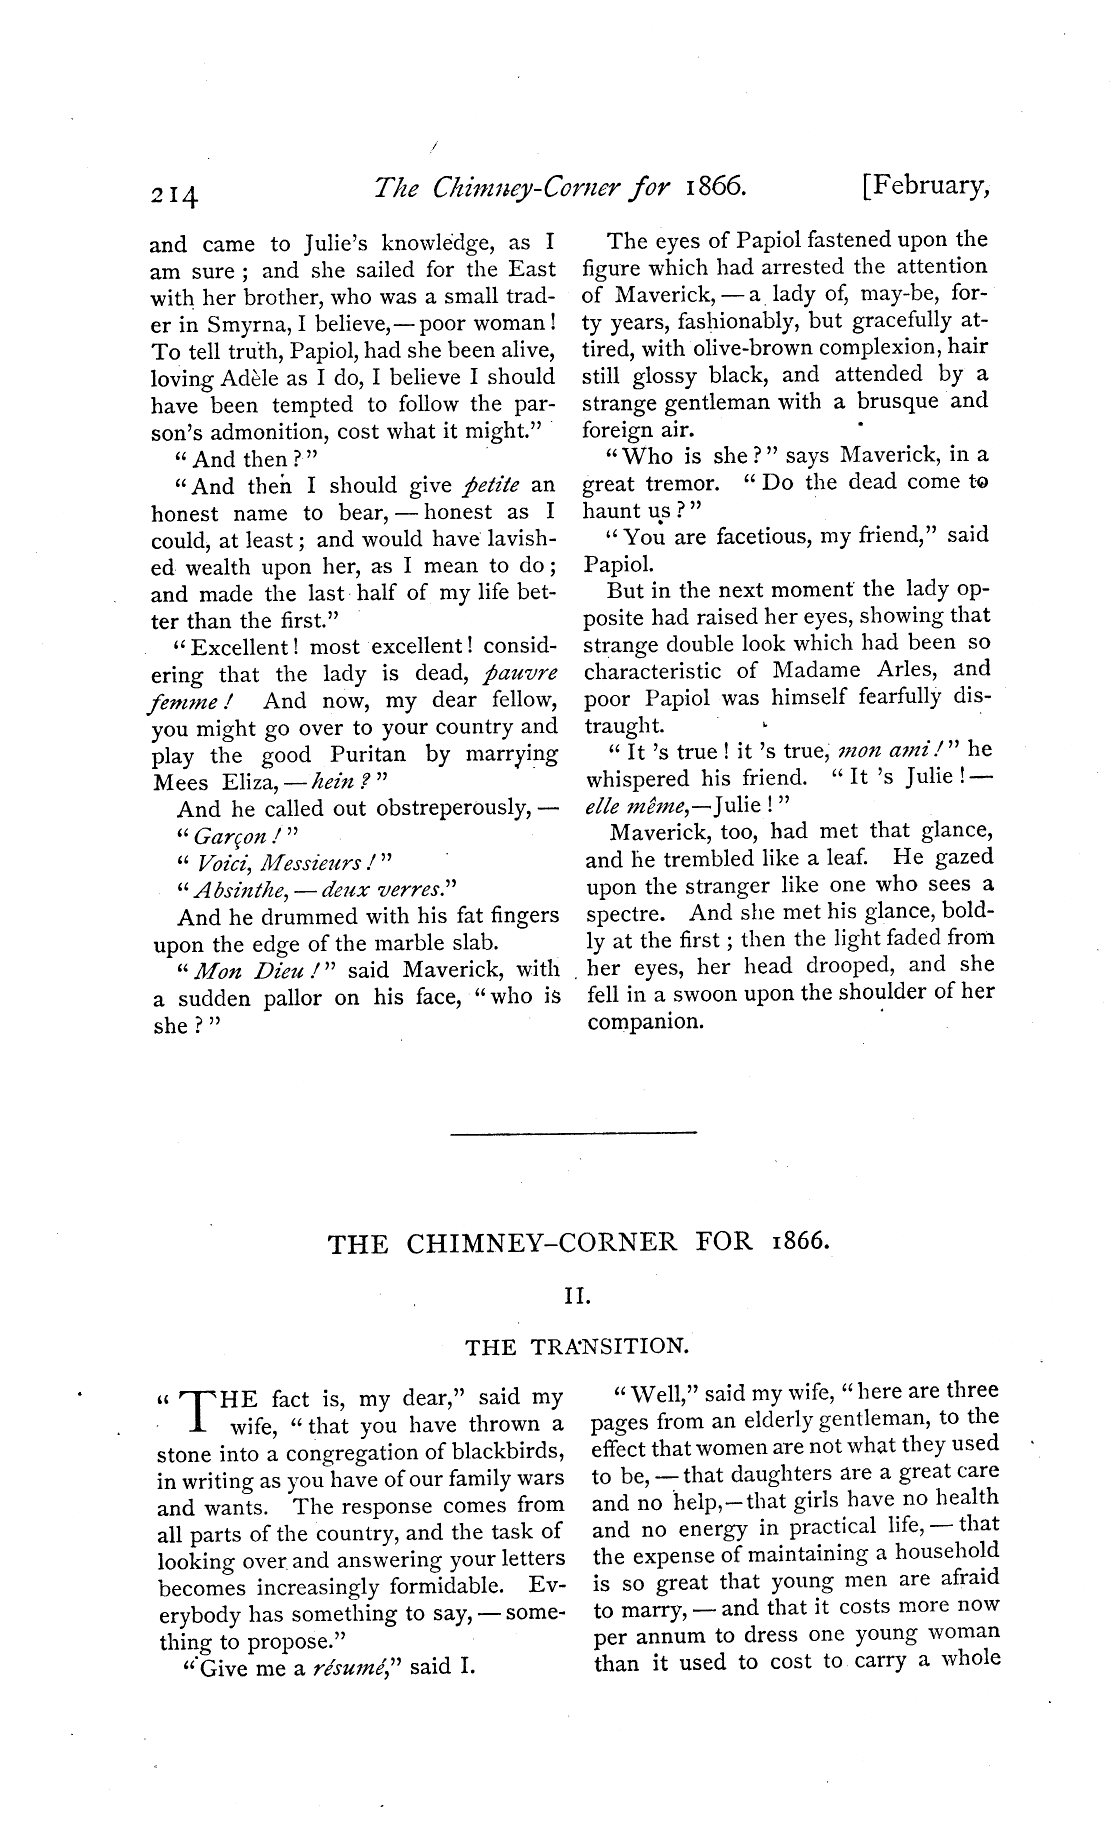 214 The Chimney-Corner for 1866. [February,
and came to Julie's knowledge, as I
am sure ; and she sailed for the East
with her brother, who was a small trad-
er in Smyrna, I believe,— poor woman !
To tell truth, Papiol, had she been alive,
loving Adèle as I do, I believe I should
have been tempted to follow the par-
son's admonition, cost what it might."
" And then ? "
" And then I should give petite an
honest name to bear, — honest as I
could, at least ; and would have lavish-
ed wealth upon her, as I mean to do ;
and made the last half of my life bet-
ter than the first."
" Excellent ! most excellent ! consid-
ering that the lady is dead, pauvre
femme ! And now, my dear fellow,
you might go over to your country and
play the good Puritan by marrying
Mees Eliza, — hein ? "
And he called out obstreperously, —
" Garçon ! "
" Voici, Messieurs ! "
" Absinthe, — deux verres."
And he drummed with his fat fingers
upon the edge of the marble slab.
" Mon Dieu ! " said Maverick, with
a sudden pallor on his face, " who is
she ? "
The eyes of Papiol fastened upon the
figure which had arrested the attention
of Maverick, — a lady of, may-be, for-
ty years, fashionably, but gracefully at-
tired, with olive-brown complexion, hair
still glossy black, and attended by a
strange gentleman with a brusque and
foreign air.
" Who is she ? " says Maverick, in a
great tremor. " Do the dead come to
haunt us ? "
" You are facetious, my friend," said
Papiol.
But in the next moment the lady op-
posite had raised her eyes, showing that
strange double look which had been so
characteristic of Madame Arles, and
poor Papiol was himself fearfully dis-
traught.
" It 's true ! it 's true, mon ami ! " he
whispered his friend. " It 's Julie ! —
elle même,—Julie ! "
Maverick, too, had met that glance,
and he trembled like a leaf. He gazed
upon the stranger like one who sees a
spectre. And she met his glance, bold-
ly at the first ; then the light faded from
her eyes, her head drooped, and she
fell in a swoon upon the shoulder of her
companion.
THE CHIMNEY-CORNER FOR 1866.
II.
THE TRANSITION.
" THE fact is, my dear," said my
wife, " that you have thrown a
stone into a congregation of blackbirds,
in writing as you have of our family wars
and wants. The response comes from
all parts of the country, and the task of
looking over and answering your letters
becomes increasingly formidable. Ev-
erybody has something to say, — some-
thing to propose."
" Give me a résumé," said I.
" Well," said my wife, " here are three
pages from an elderly gentleman, to the
effect that women are not what they used
to be, — that daughters are a great care
and no help,—that girls have no health
and no energy in practical life, — that
the expense of maintaining a household
is so great that young men are afraid
to marry, — and that it costs more now
per annum to dress one young woman
than it used to cost to carry a whole